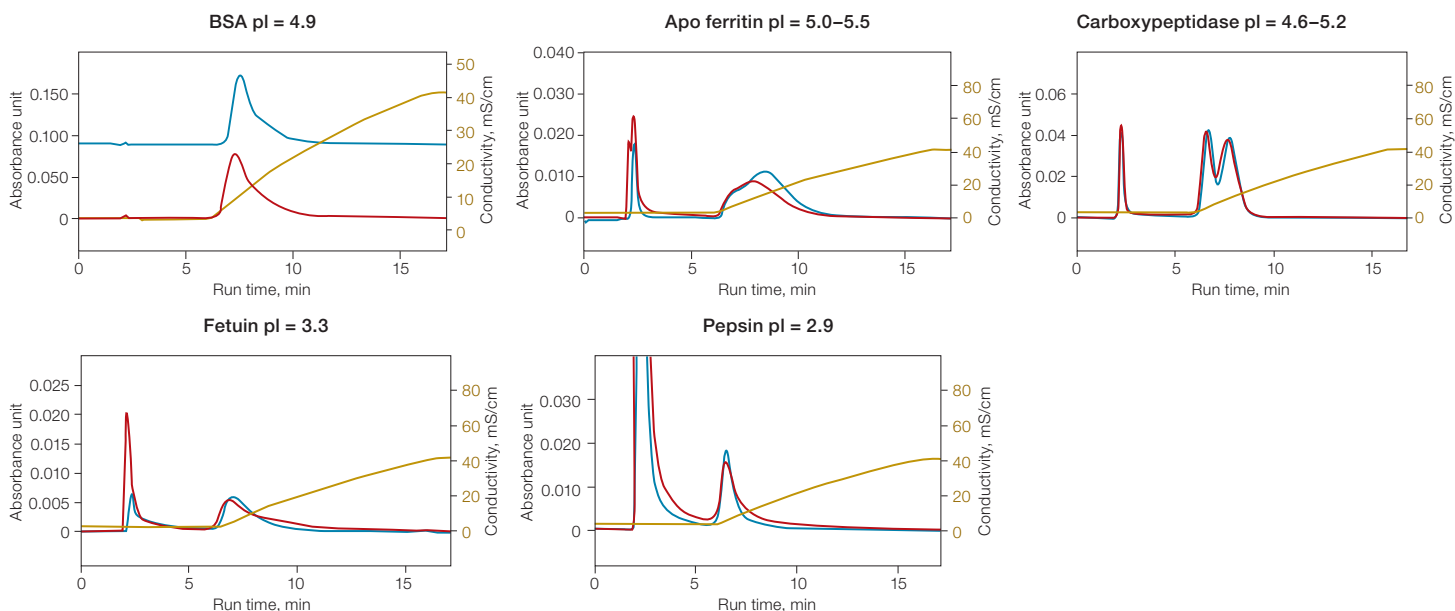 BSA pI = 4.9
Absorbance unit
0.150
0.100
0.050
0
50
40
30
20
10
0
Conductivity, mS/cm
0 5 10 15
Run time, min
Apo ferritin pI = 5.0–5.5
Absorbance unit
0.040
0.030
0.020
0.010
0
80
60
40
20
0
Conductivity, mS/cm
0 5 10 15
Run time, min
Carboxypeptidase pI = 4.6–5.2
Absorbance unit
0.06
0.04
0.02
0
80
60
40
20
0
Conductivity, mS/cm
0 5 10 15
Run time, min
Fetuin pI = 3.3
Absorbance unit
0.025
0.020
0.015
0.010
0.005
0
80
60
40
20
0
Conductivity, mS/cm
0 5 10 15
Run time, min
Pepsin pI = 2.9
Absorbance unit
0.030
0.020
0.010
0
80
60
40
20
0
Conductivity, mS/cm
0 5 10 15
Run time, min